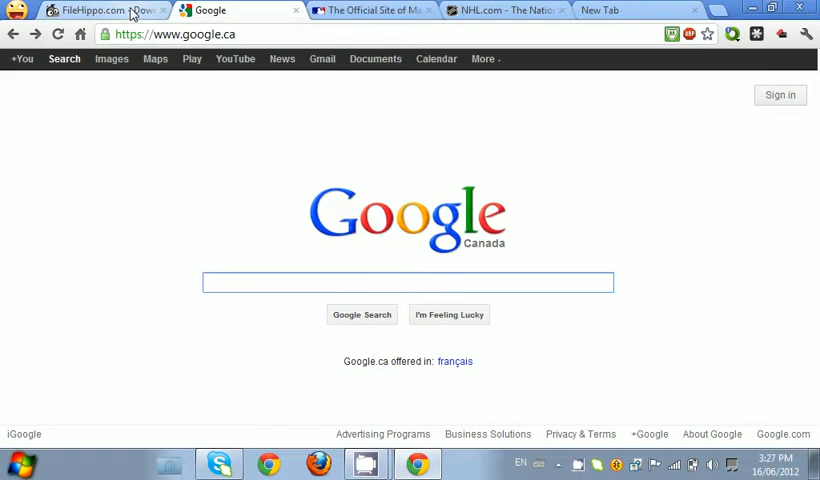 FileHippo.com - Dow
Google
The Official Site of Ma
NHL.com - The Nation
New Tab
https://www.google.ca
+You Search Images Maps Play YouTube News Gmail Documents Calendar More
Sign in
Google
Canada
Google Search I'm Feeling Lucky
Google.ca offered in: français
iGoogle Advertising Programs Business Solutions Privacy & Terms +Google About Google Google.com
EN
3:27 PM
16/06/2012